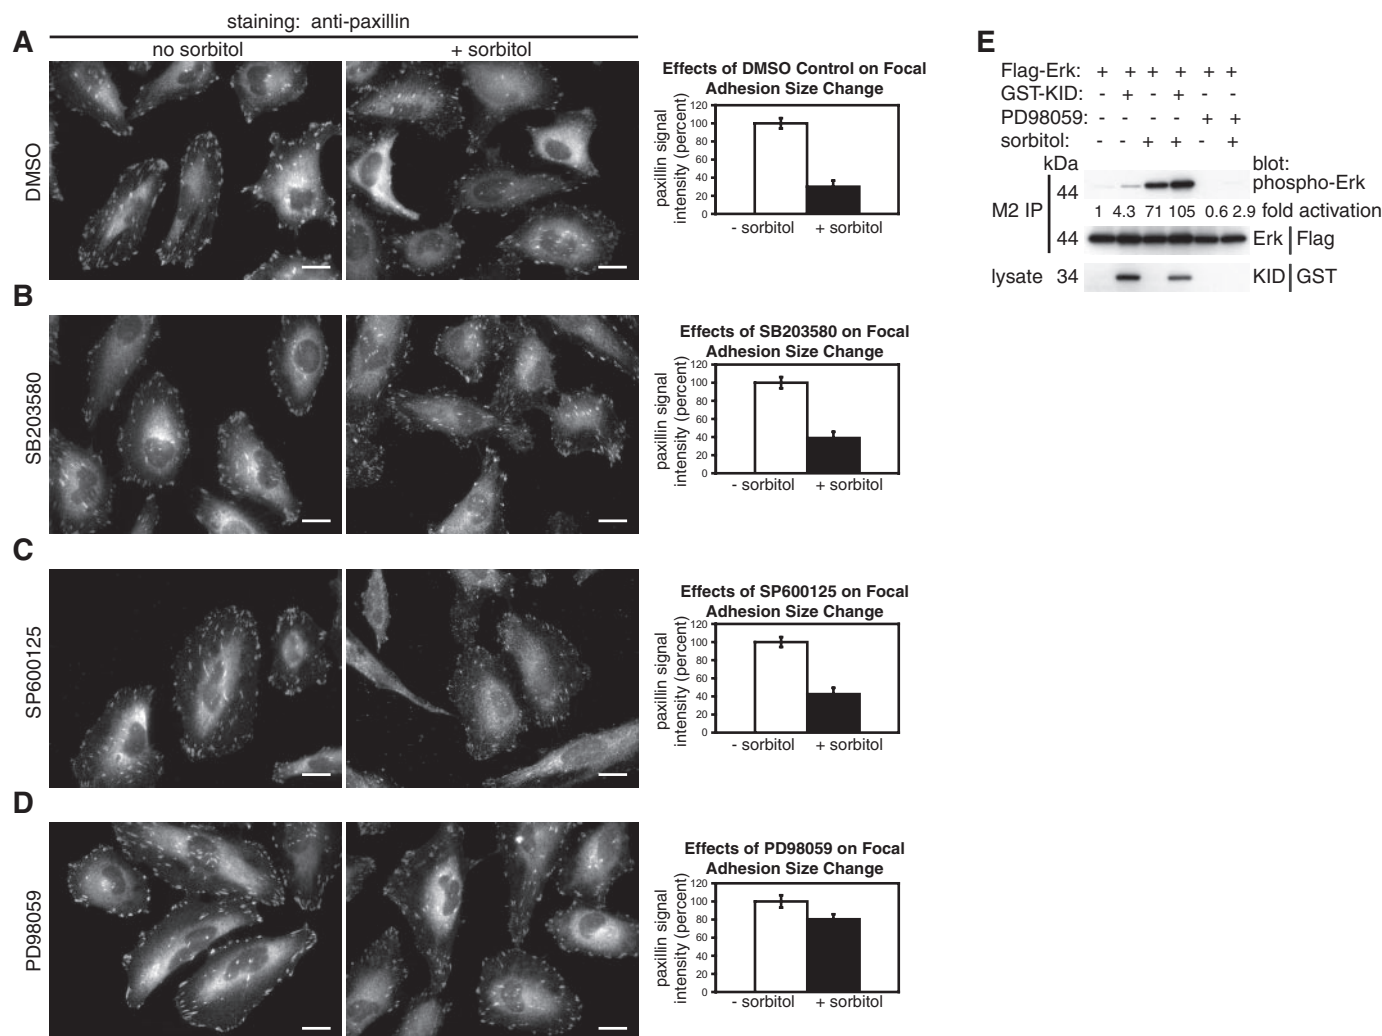 staining: anti-paxillin
no sorbitol
+ sorbitol
A
DMSO
Effects of DMSO Control on Focal
Adhesion Size Change
paxillin signal
intensity (percent)
120
100
80
60
40
20
0
- sorbitol + sorbitol
B
SB203580
Effects of SB203580 on Focal
Adhesion Size Change
paxillin signal
intensity (percent)
120
100
80
60
40
20
0
- sorbitol + sorbitol
C
SP600125
Effects of SP600125 on Focal
Adhesion Size Change
paxillin signal
intensity (percent)
120
100
80
60
40
20
0
- sorbitol + sorbitol
D
PD98059
Effects of PD98059 on Focal
Adhesion Size Change
paxillin signal
intensity (percent)
120
100
80
60
40
20
0
- sorbitol + sorbitol
E
Flag-Erk: + + + + + +
GST-KID: - + - + - -
PD98059: - - - - + +
sorbitol: - - + + - +
kDa blot:
44 phospho-Erk
M2 IP 1 4.3 71 105 0.6 2.9 fold activation
44 Erk | Flag
lysate 34 KID | GST